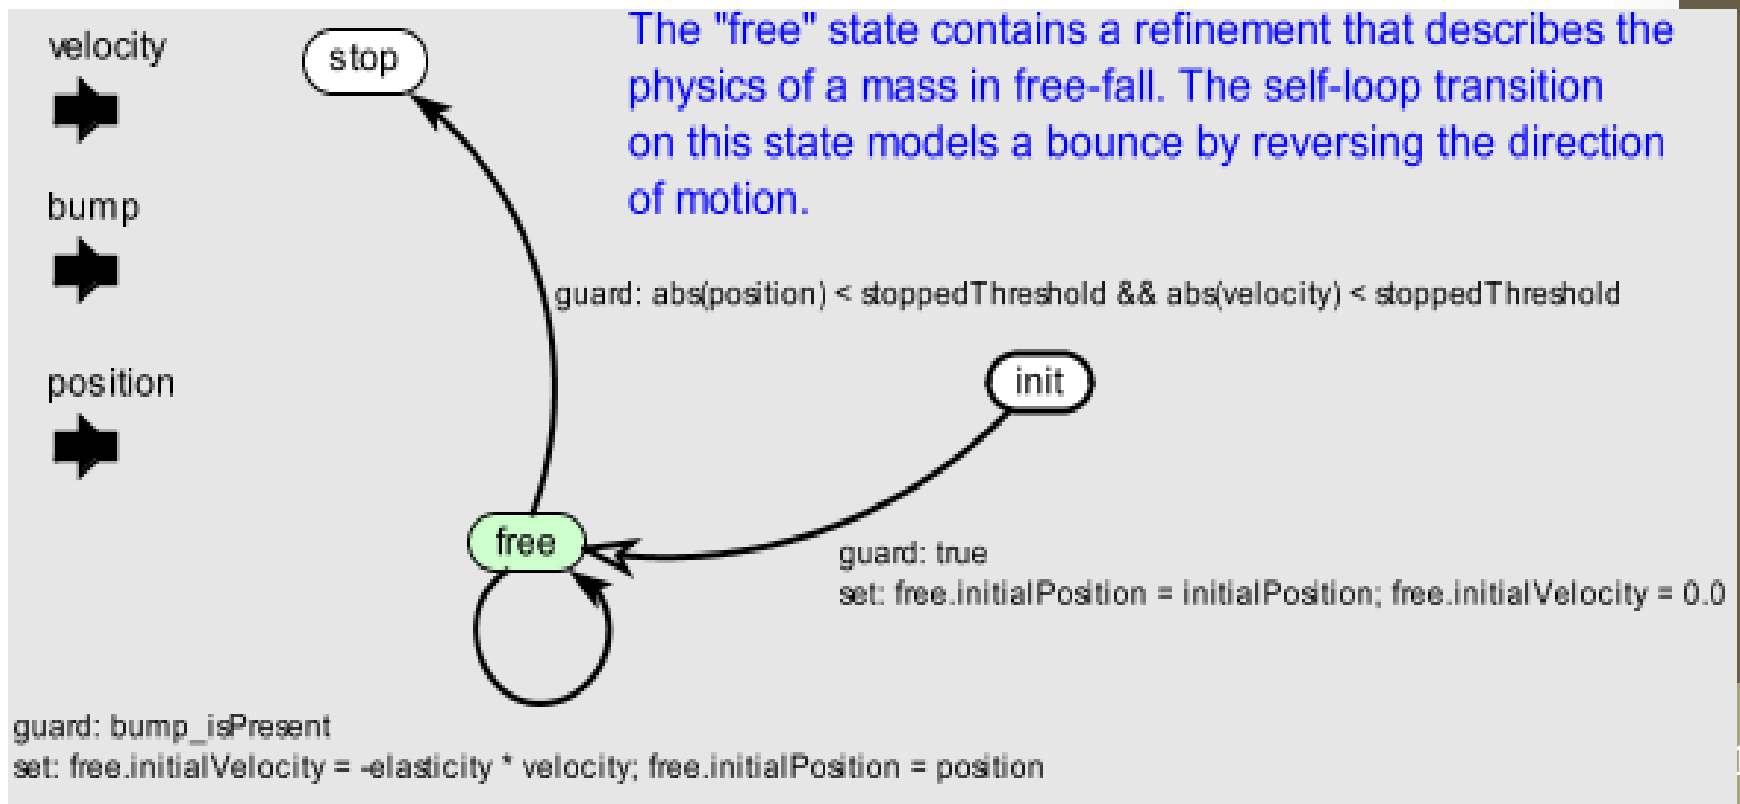 velocity
stop
The "free" state contains a refinement that describes the
physics of a mass in free-fall. The self-loop transition
on this state models a bounce by reversing the direction
of motion.
bump
guard: abs(position) < stoppedThreshold && abs(velocity) < stoppedThreshold
position
init
free
guard: true
set: free.initialPosition = initialPosition; free.initialVelocity = 0.0
guard: bump_isPresent
set: free.initialVelocity = -elasticity * velocity; free.initialPosition = position